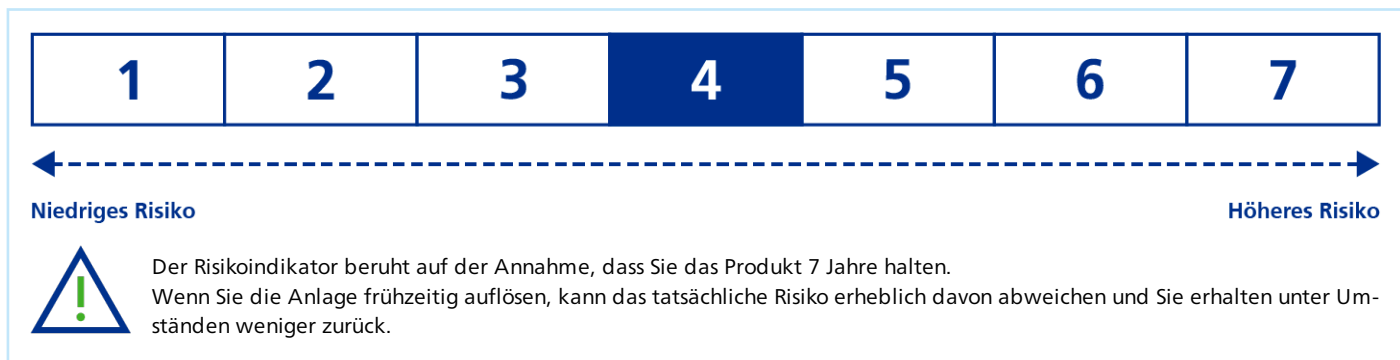 1 2 3 4 5 6 7
Niedriges Risiko Höheres Risiko
Der Risikoindikator beruht auf der Annahme, dass Sie das Produkt 7 Jahre halten.
Wenn Sie die Anlage frühzeitig auflösen, kann das tatsächliche Risiko erheblich davon abweichen und Sie erhalten unter Um-
ständen weniger zurück.